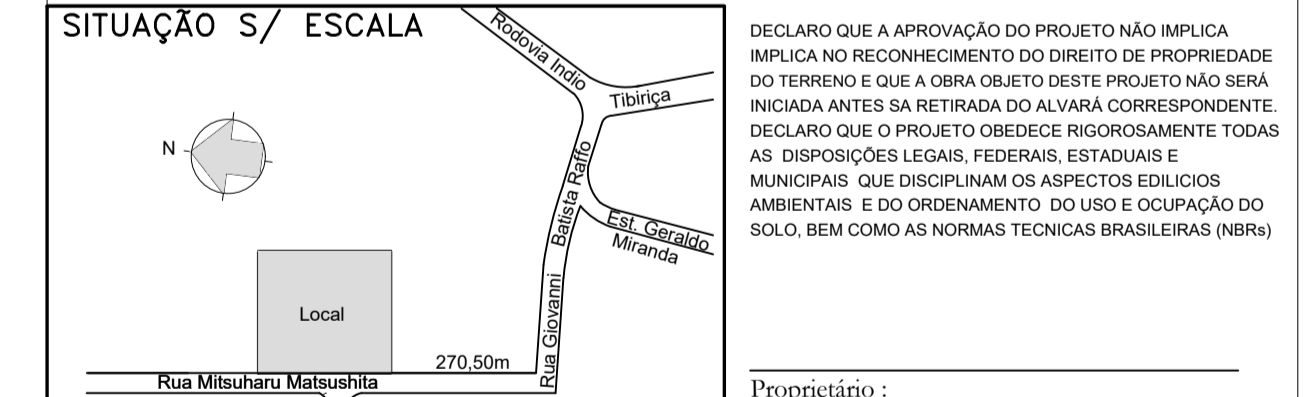 SITUAÇÃO S/ ESCALA
Rodovia Indio
Tibiriça
N
Batista Raffo
Est. Geraldo
Miranda
Local
Rua Giovanni
270,50m
Rua Mitsuharu Matsushita
DECLARO QUE A APROVAÇÃO DO PROJETO NÃO IMPLICA
IMPLICA NO RECONHECIMENTO DO DIREITO DE PROPRIEDADE
DO TERRENO E QUE A OBRA OBJETO DESTE PROJETO NÃO SERÁ
INICIADA ANTES SA RETIRADA DO ALVARÁ CORRESPONDENTE.
DECLARO QUE O PROJETO OBEDECE RIGOROSAMENTE TODAS
AS DISPOSIÇÕES LEGAIS, FEDERAIS, ESTADUAIS E
MUNICIPAIS QUE DISCIPLINAM OS ASPECTOS EDILICIOS
AMBIENTAIS E DO ORDENAMENTO DO USO E OCUPAÇÃO DO
SOLO, BEM COMO AS NORMAS TECNICAS BRASILEIRAS (NBRs)
Proprietário :